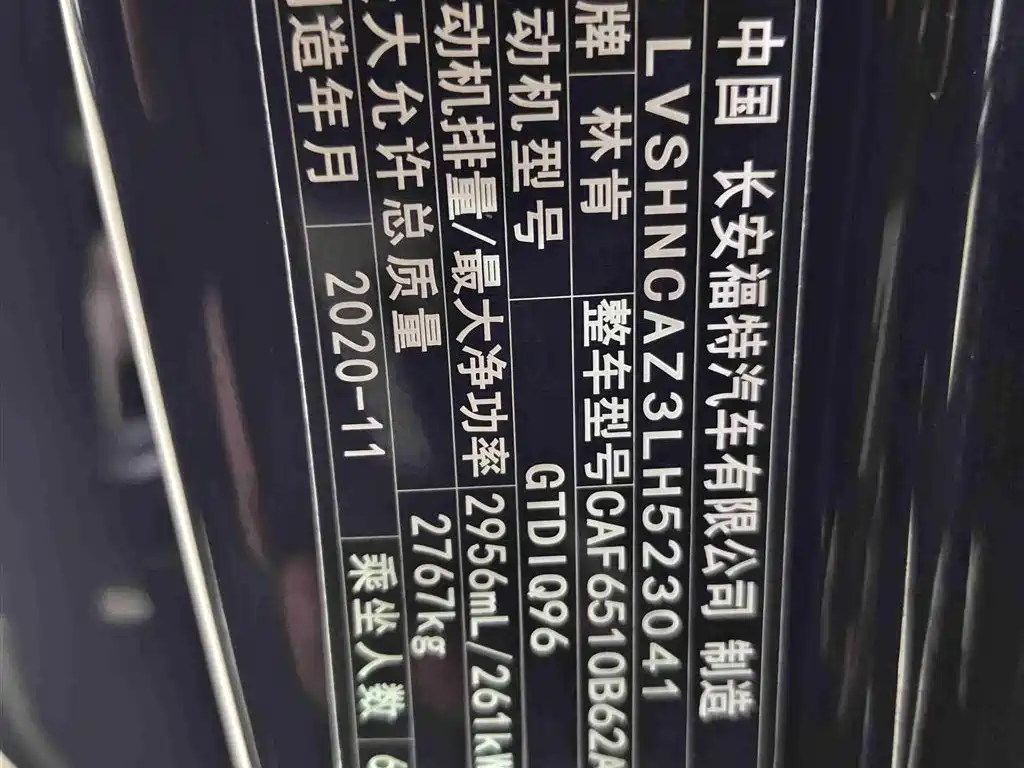 中国 长安福特汽车有限公司 制造
LVSHNCAZ3LH523041
牌 林肯 整车型号 CAF6510B62A
动机型号 GTDIQ96
动机排量/最大净功率 2956mL/261kW
大允许总质量 2767kg
造年月 2020-11 乘坐人数 6